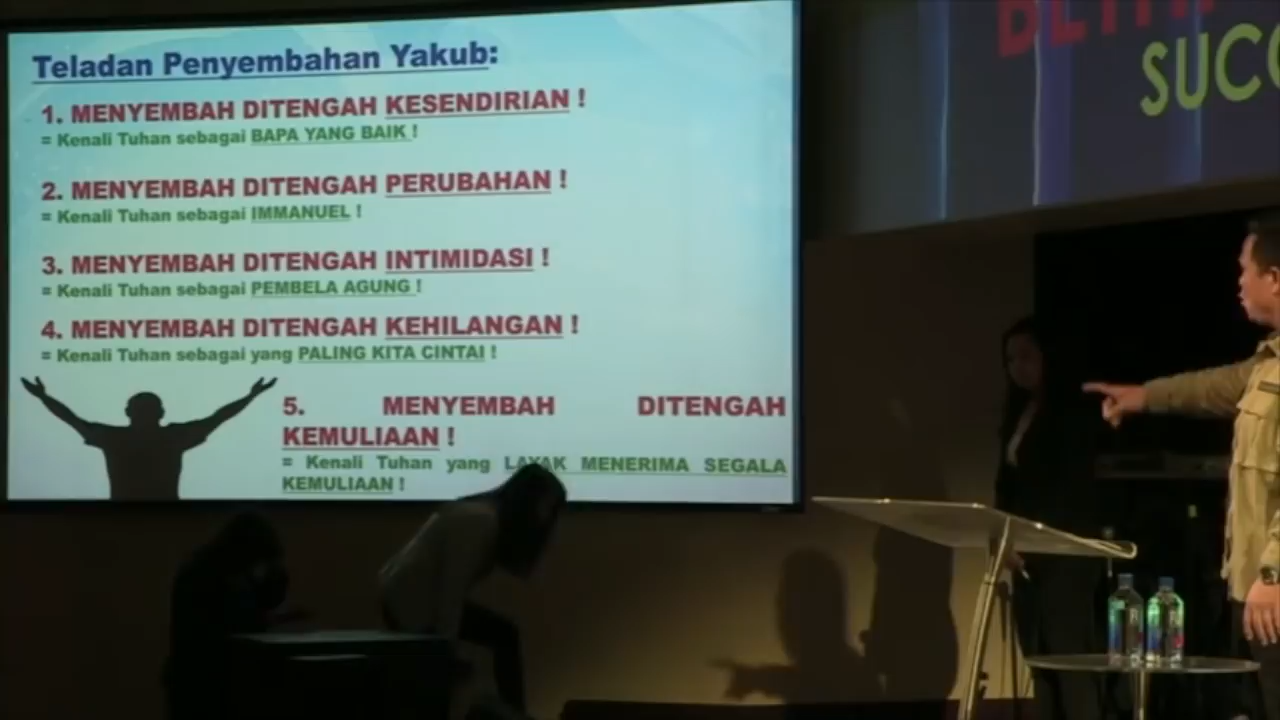 Teladan Penyembahan Yakub:
1. MENYEMBAH DITENGAH KESENDIRIAN !
= Kenali Tuhan sebagai BAPA YANG BAIK !
2. MENYEMBAH DITENGAH PERUBAHAN !
= Kenali Tuhan sebagai IMMANUEL !
3. MENYEMBAH DITENGAH INTIMIDASI !
= Kenali Tuhan sebagai PEMBELA AGUNG !
4. MENYEMBAH DITENGAH KEHILANGAN !
= Kenali Tuhan sebagai yang PALING KITA CINTAI !
5. MENYEMBAH DITENGAH
KEMULIAAN !
= Kenali Tuhan yang LAYAK MENERIMA SEGALA
KEMULIAAN !